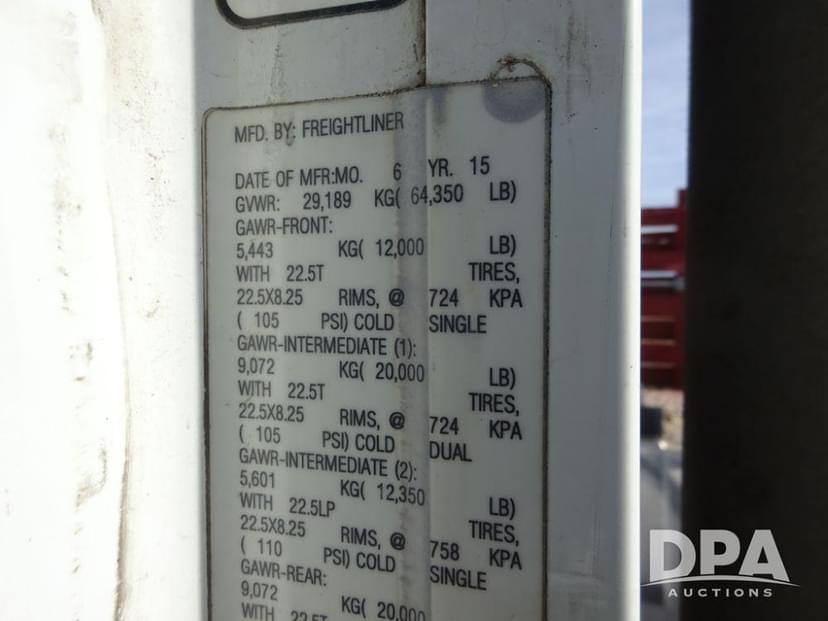 MFD. BY: FREIGHTLINER
DATE OF MFR:MO. 6 YR. 15
GVWR: 29,189 KG( 64,350 LB)
GAWR-FRONT:
5,443 KG( 12,000 LB)
WITH 22.5T TIRES,
22.5X8.25 RIMS, @ 724 KPA
( 105 PSI) COLD SINGLE
GAWR-INTERMEDIATE (1):
9,072 KG( 20,000 LB)
WITH 22.5T TIRES,
22.5X8.25 RIMS, @ 724 KPA
( 105 PSI) COLD DUAL
GAWR-INTERMEDIATE (2):
5,601 KG( 12,350 LB)
WITH 22.5LP TIRES,
22.5X8.25 RIMS, @ 758 KPA
( 110 PSI) COLD SINGLE
GAWR-REAR:
9,072 KG( 20,000
WITH 22.5T
DPA
AUCTIONS